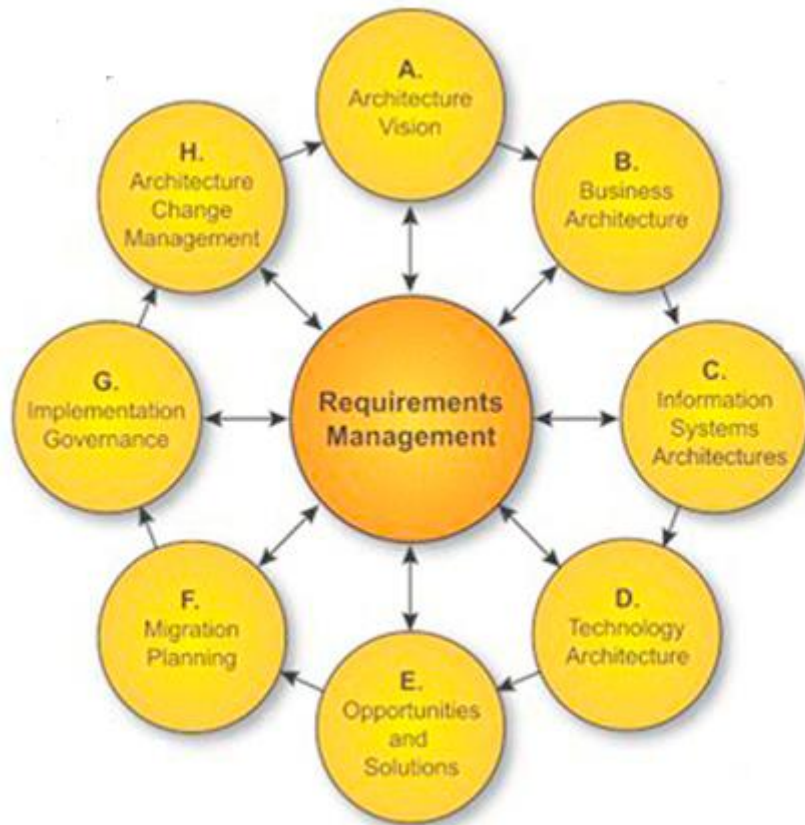 A.
Architecture
Vision
B.
Business
Architecture
C.
Information
Systems
Architectures
D.
Technology
Architecture
E.
Opportunities
and
Solutions
F.
Migration
Planning
G.
Implementation
Governance
H.
Architecture
Change
Management
Requirements
Management